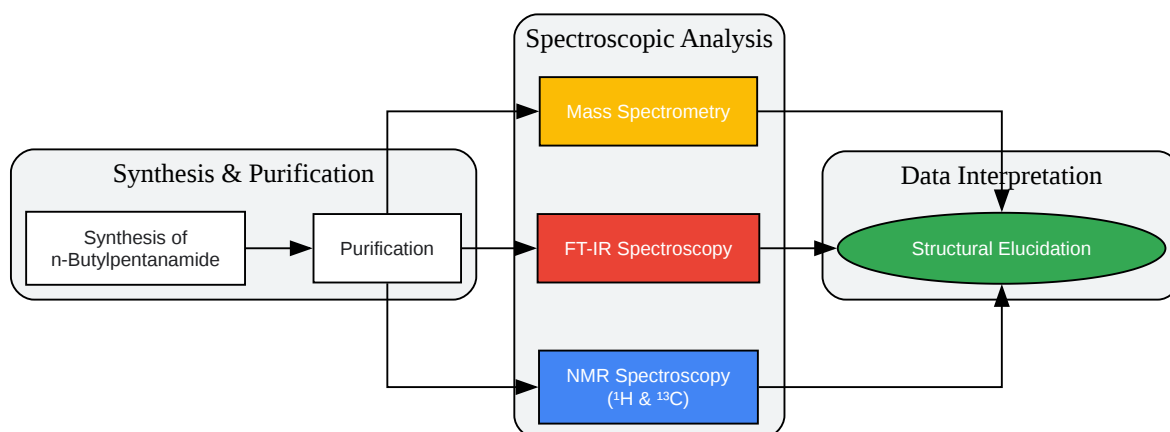 Synthesis & Purification
Synthesis of
n-Butylpentanamide
Purification
Spectroscopic Analysis
Mass Spectrometry
FT-IR Spectroscopy
NMR Spectroscopy
(¹H & ¹³C)
Data Interpretation
Structural Elucidation